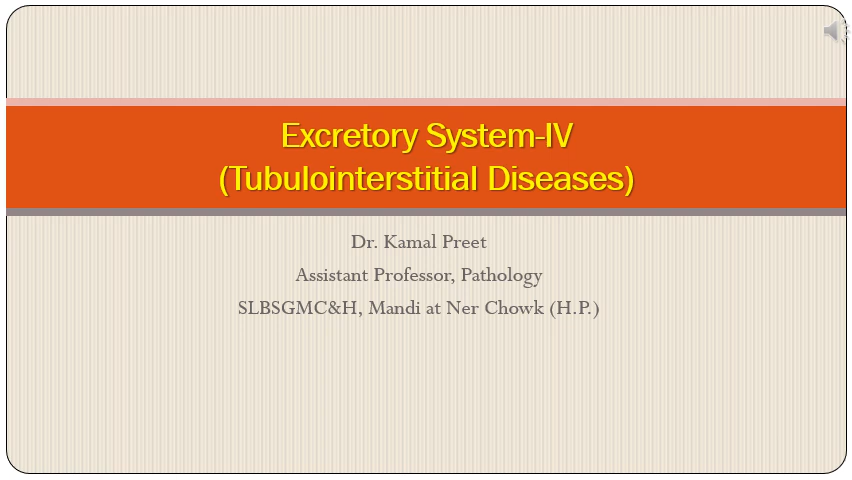 Excretory System-IV
(Tubulointerstitial Diseases)
Dr. Kamal Preet
Assistant Professor, Pathology
SLBSGMC&H, Mandi at Ner Chowk (H.P.)